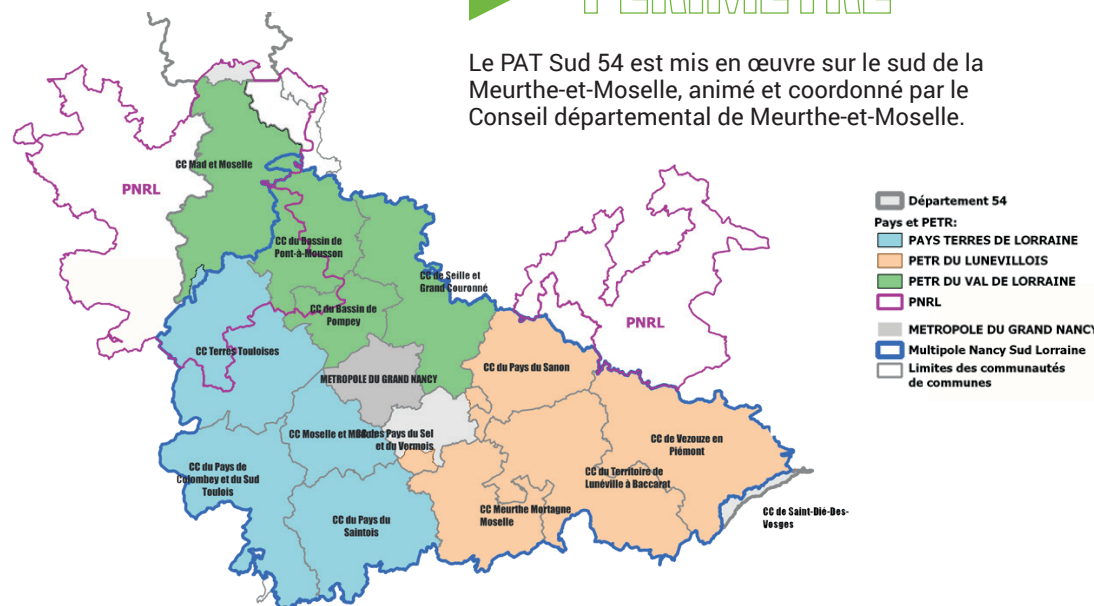 PÉRIMÈTRE
Le PAT Sud 54 est mis en œuvre sur le sud de la
Meurthe-et-Moselle, animé et coordonné par le
Conseil départemental de Meurthe-et-Moselle.
CC Mad et Moselle
PNRL
CC du Bassin de
Pont-à-Mousson
CC de Seille et
Grand Couronné
CC du Bassin de
Pompey
CC Terres Touloises
METROPOLE DU GRAND NANCY
CC du Pays du Sanon
PNRL
CC Moselle et
Pays du Sel
et du Vermois
CC du Pays de
Colombey et du Sud
Toulois
CC du Pays du
Saintois
CC Meurthe Mortagne
Moselle
CC du Territoire de
Lunéville à Baccarat
CC de Vezouze en
Piémont
CC de Saint-Dié-Des-
Vosges
Département 54
Pays et PETR:
PAYS TERRES DE LORRAINE
PETR DU LUNEVILLOIS
PETR DU VAL DE LORRAINE
PNRL
METROPOLE DU GRAND NANCY
Multipole Nancy Sud Lorraine
Limites des communautés
de communes